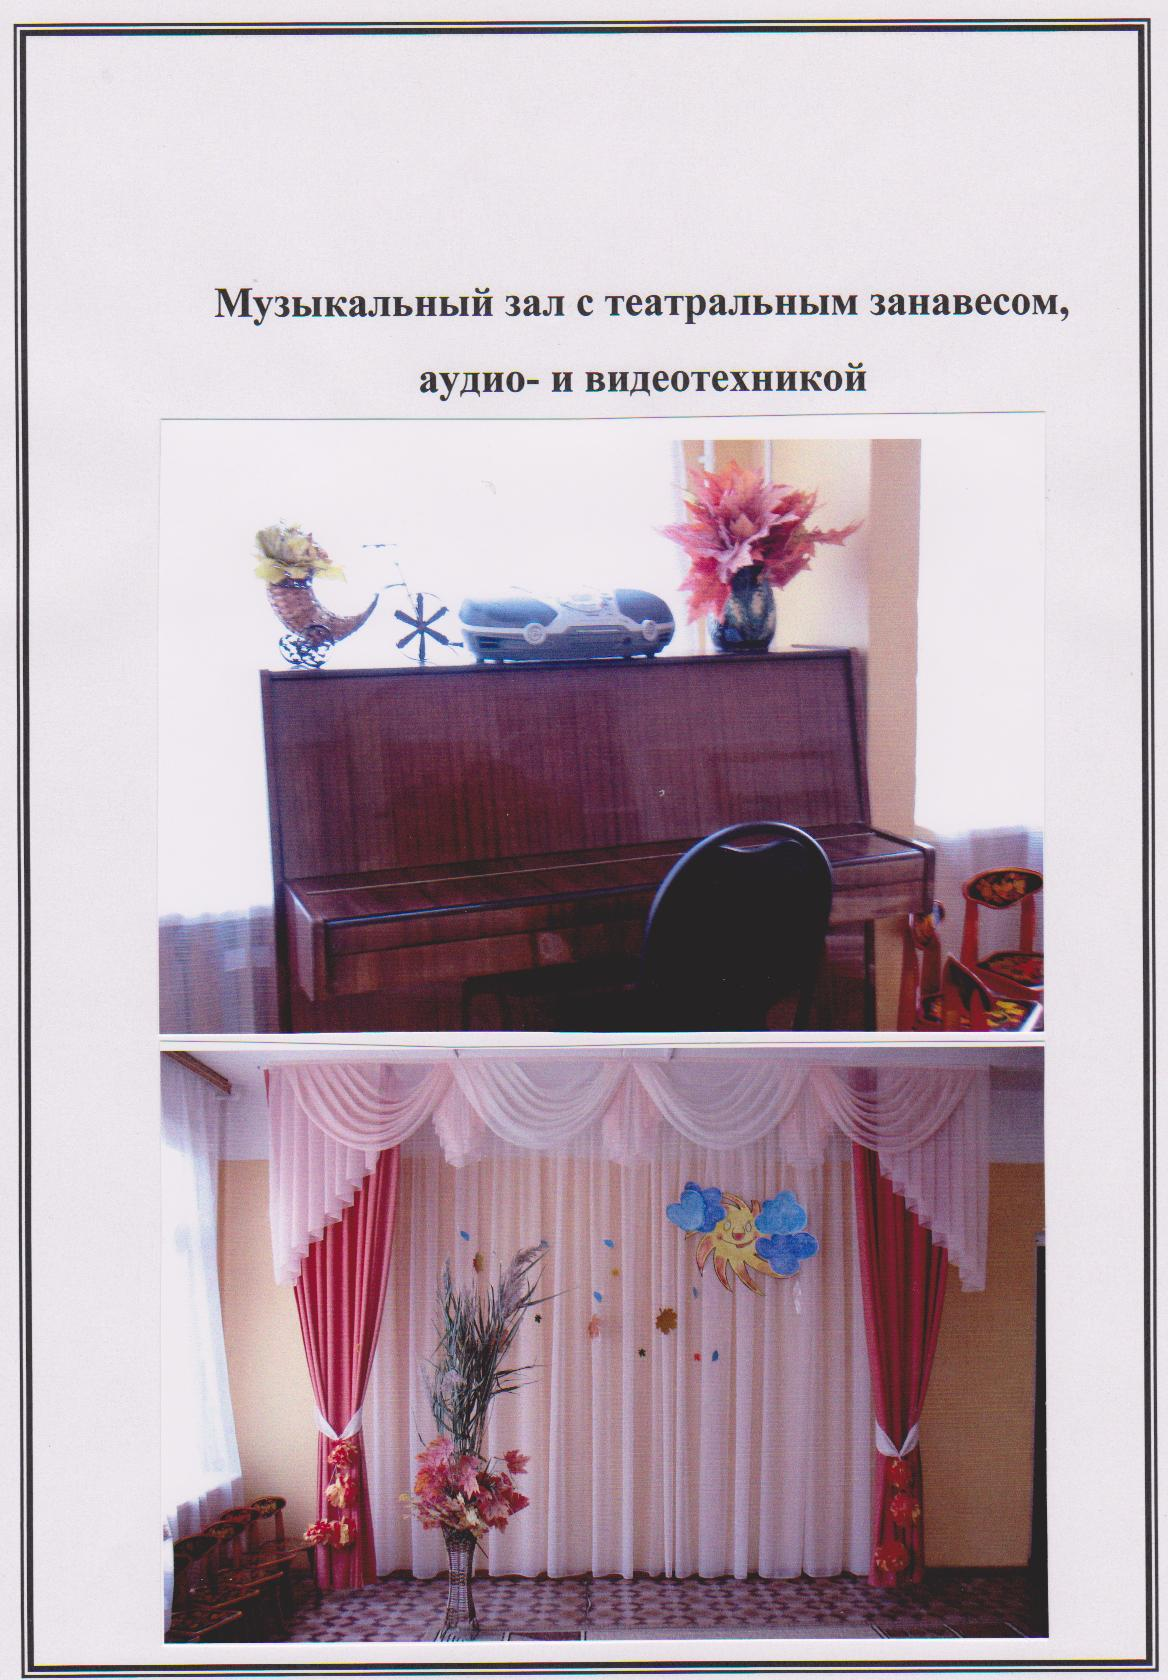 Музыкальный зал с театральным занавесом,
аудио- и видеотехникой